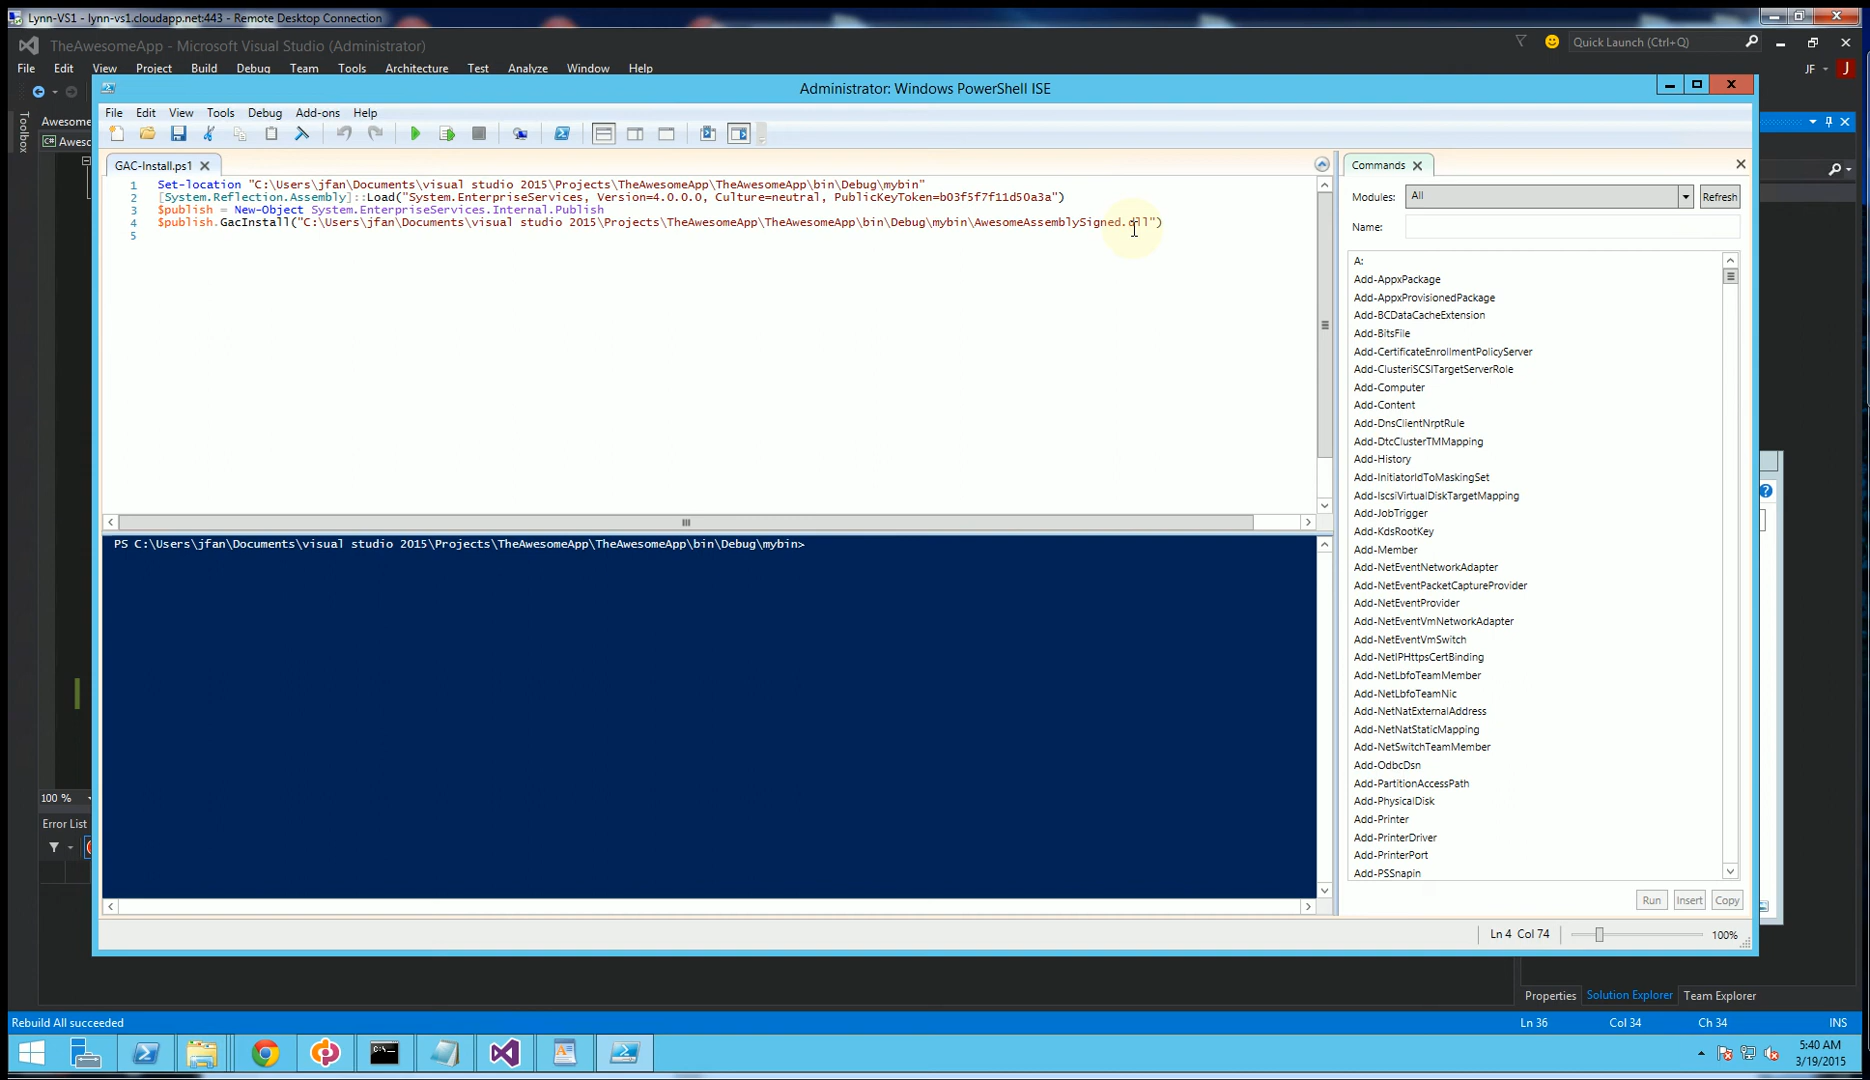 Lynn-VS1 - lynn-vs1.cloudapp.net:443 - Remote Desktop Connection
TheAwesomeApp - Microsoft Visual Studio (Administrator)
Quick Launch (Ctrl+Q)
File Edit View Project Build Debug Team Tools Architecture Test Analyze Window Help
JF J
Administrator: Windows PowerShell ISE
File Edit View Tools Debug Add-ons Help
Toolbox
Awesome
C# Aweso
GAC-Install.ps1
1 Set-location "C:\Users\jfan\Documents\visual studio 2015\Projects\TheAwesomeApp\TheAwesomeApp\bin\Debug\mybin"
2 [System.Reflection.Assembly]::Load("System.EnterpriseServices, Version=4.0.0.0, Culture=neutral, PublicKeyToken=b03f5f7f11d50a3a")
3 $publish = New-Object System.EnterpriseServices.Internal.Publish
4 $publish.GacInstall("C:\Users\jfan\Documents\visual studio 2015\Projects\TheAwesomeApp\TheAwesomeApp\bin\Debug\mybin\AwesomeAssemblySigned.dll")
5
PS C:\Users\jfan\Documents\visual studio 2015\Projects\TheAwesomeApp\TheAwesomeApp\bin\Debug\mybin>
Commands
Modules: All Refresh
Name:
A:
Add-AppxPackage
Add-AppxProvisionedPackage
Add-BCDataCacheExtension
Add-BitsFile
Add-CertificateEnrollmentPolicyServer
Add-ClusteriSCSITargetServerRole
Add-Computer
Add-Content
Add-DnsClientNrptRule
Add-DtcClusterTMMapping
Add-History
Add-InitiatorIdToMaskingSet
Add-IscsiVirtualDiskTargetMapping
Add-JobTrigger
Add-KdsRootKey
Add-Member
Add-NetEventNetworkAdapter
Add-NetEventPacketCaptureProvider
Add-NetEventProvider
Add-NetEventVmNetworkAdapter
Add-NetEventVmSwitch
Add-NetIPHttpsCertBinding
Add-NetLbfoTeamMember
Add-NetLbfoTeamNic
Add-NetNatExternalAddress
Add-NetNatStaticMapping
Add-NetSwitchTeamMember
Add-OdbcDsn
Add-PartitionAccessPath
Add-PhysicalDisk
Add-Printer
Add-PrinterDriver
Add-PrinterPort
Add-PSSnapin
Run Insert Copy
Ln 4 Col 74 100%
100 %
Error List
Properties Solution Explorer Team Explorer
Rebuild All succeeded Ln 36 Col 34 Ch 34 INS
5:40 AM
3/19/2015